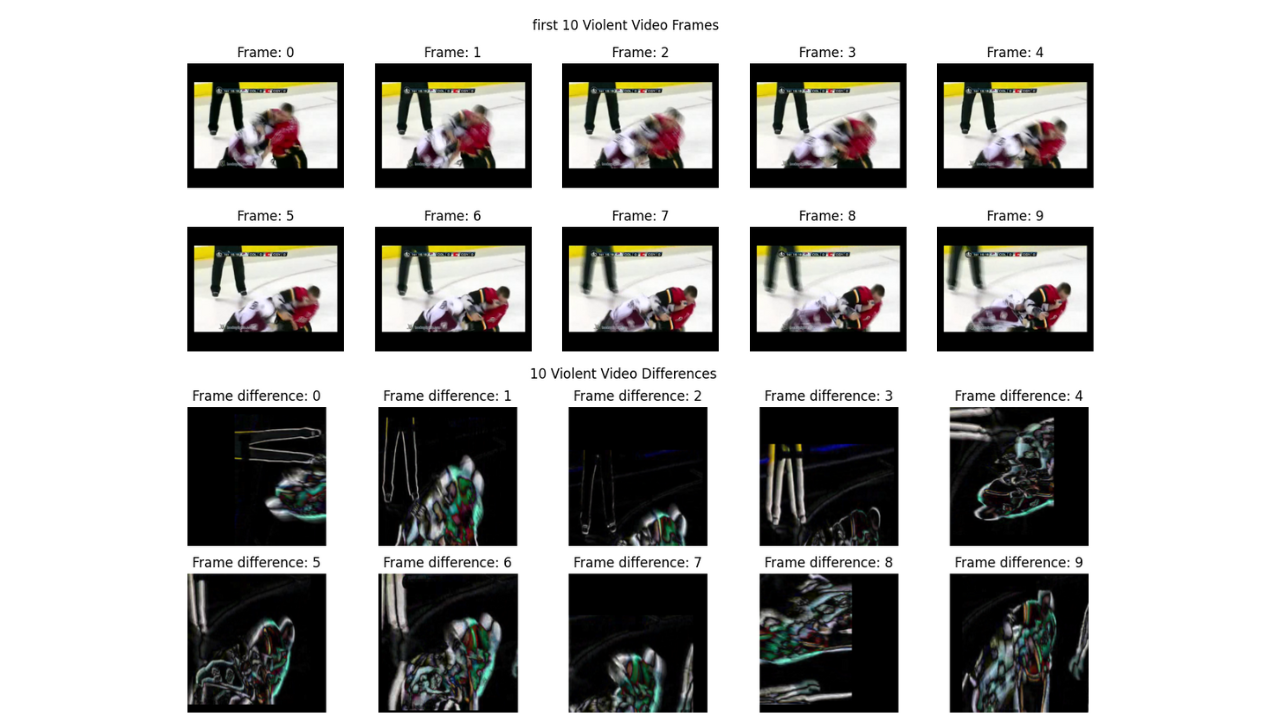 first 10 Violent Video Frames
Frame: 0
Frame: 1
Frame: 2
Frame: 3
Frame: 4
Frame: 5
Frame: 6
Frame: 7
Frame: 8
Frame: 9
10 Violent Video Differences
Frame difference: 0
Frame difference: 1
Frame difference: 2
Frame difference: 3
Frame difference: 4
Frame difference: 5
Frame difference: 6
Frame difference: 7
Frame difference: 8
Frame difference: 9